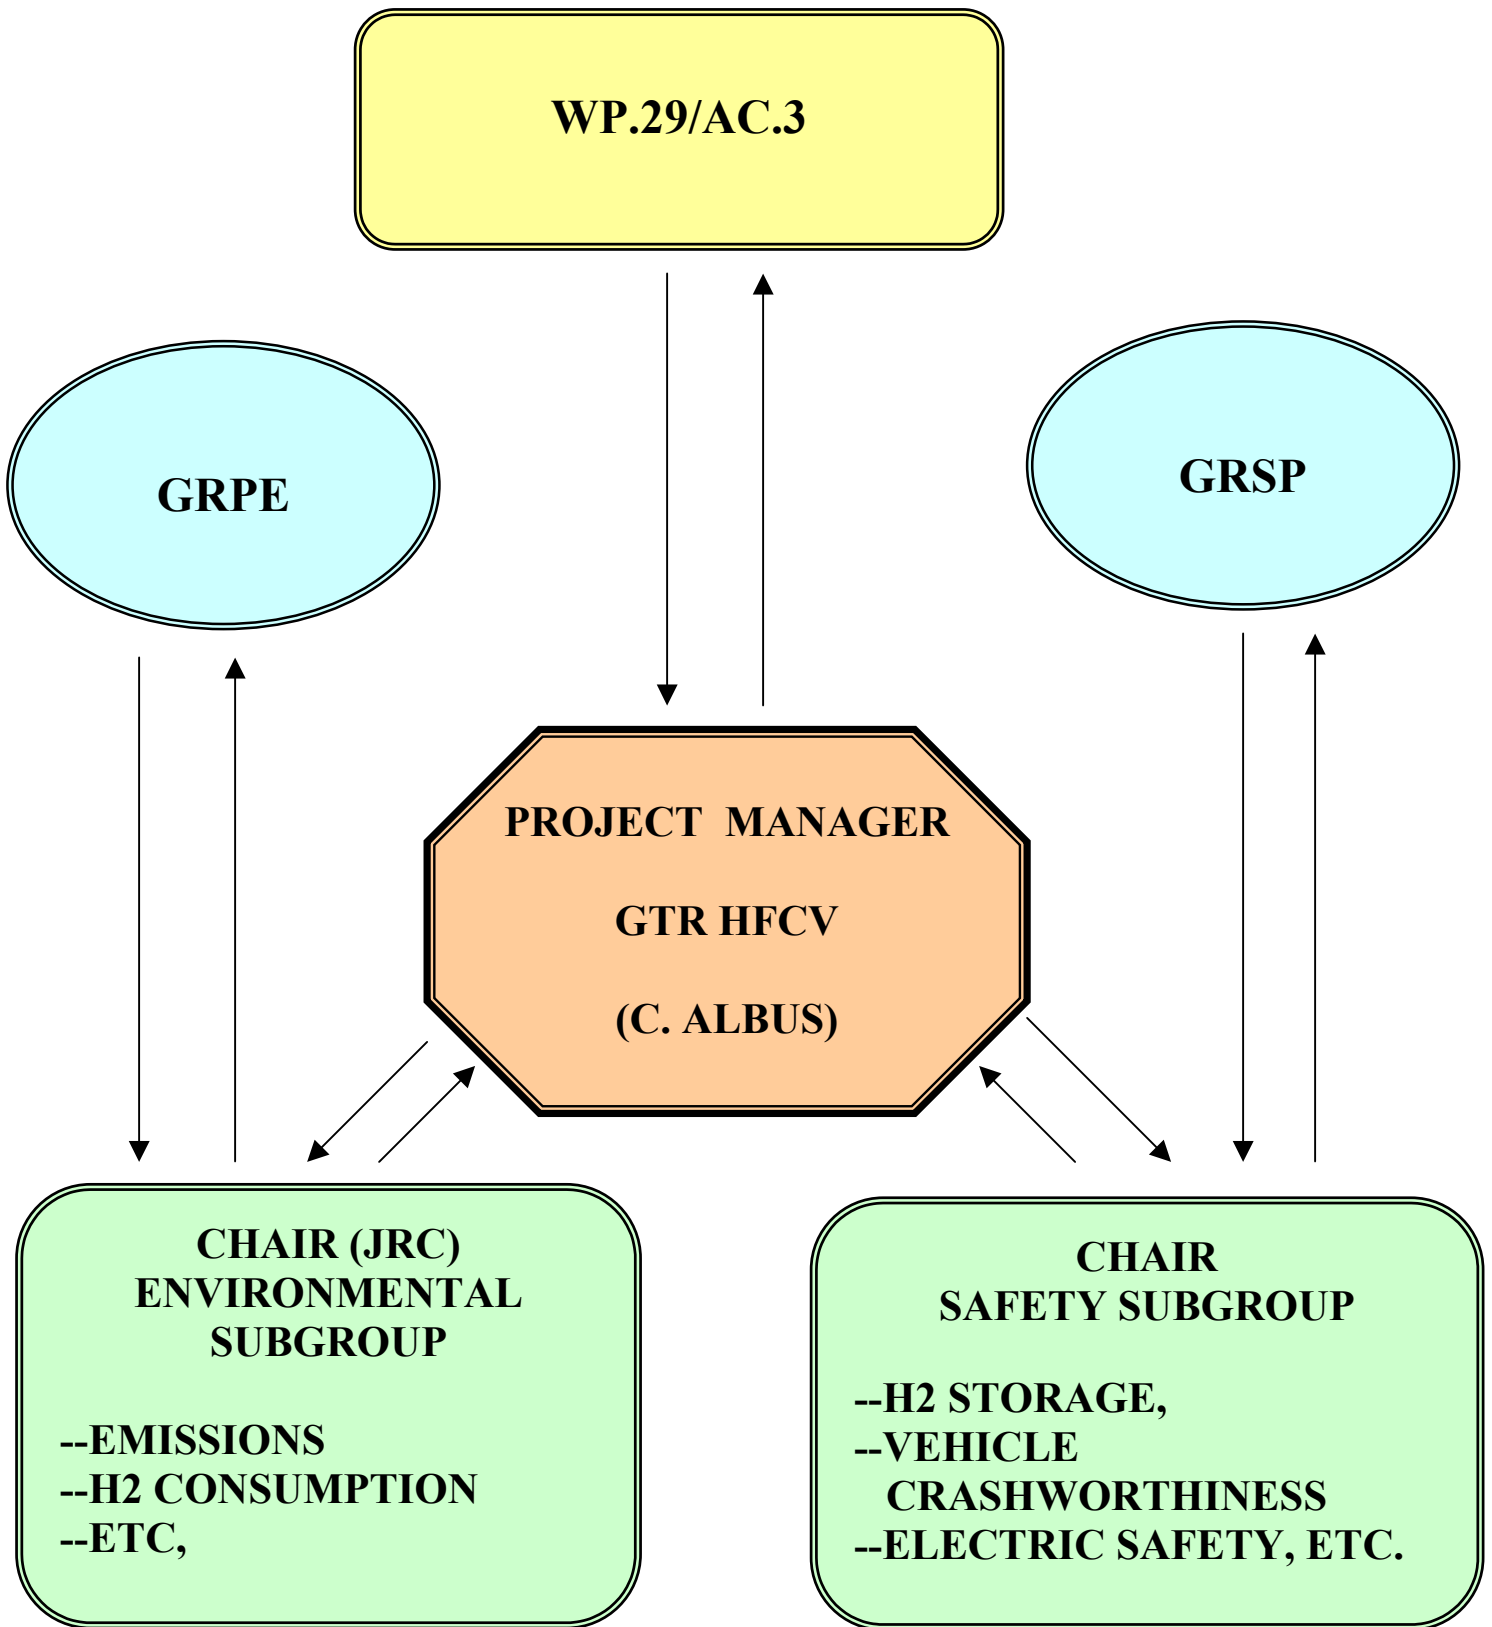 WP.29/AC.3
GRPE
GRSP
PROJECT MANAGER
GTR HFCV
(C. ALBUS)
CHAIR (JRC)
ENVIRONMENTAL
SUBGROUP
--EMISSIONS
--H2 CONSUMPTION
--ETC,
CHAIR
SAFETY SUBGROUP
--H2 STORAGE,
--VEHICLE
CRASHWORTHINESS
--ELECTRIC SAFETY, ETC.